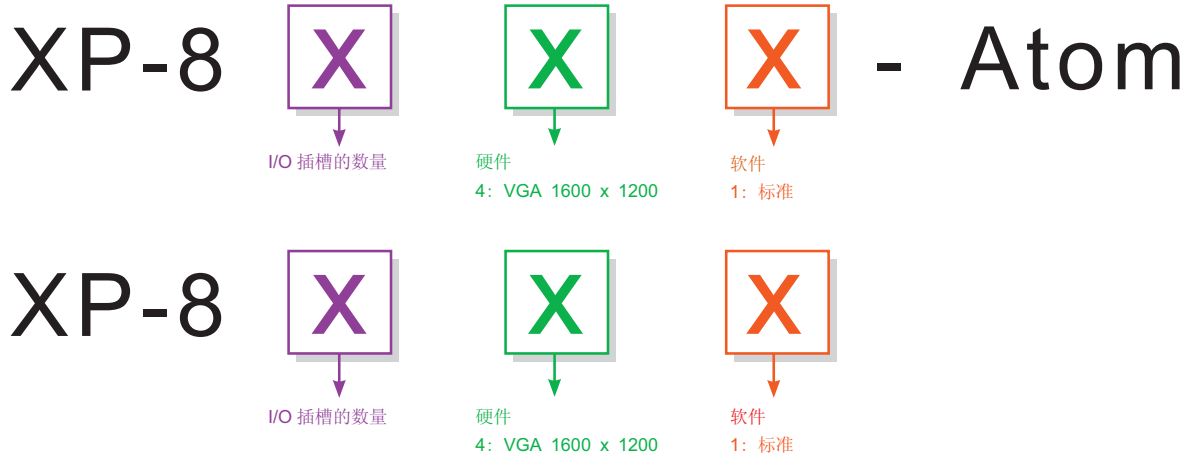 XP-8 X X X - Atom
I/O 插槽的数量 硬件 软件
4: VGA 1600 x 1200 1: 标准
XP-8 X X X
I/O 插槽的数量 硬件 软件
4: VGA 1600 x 1200 1: 标准